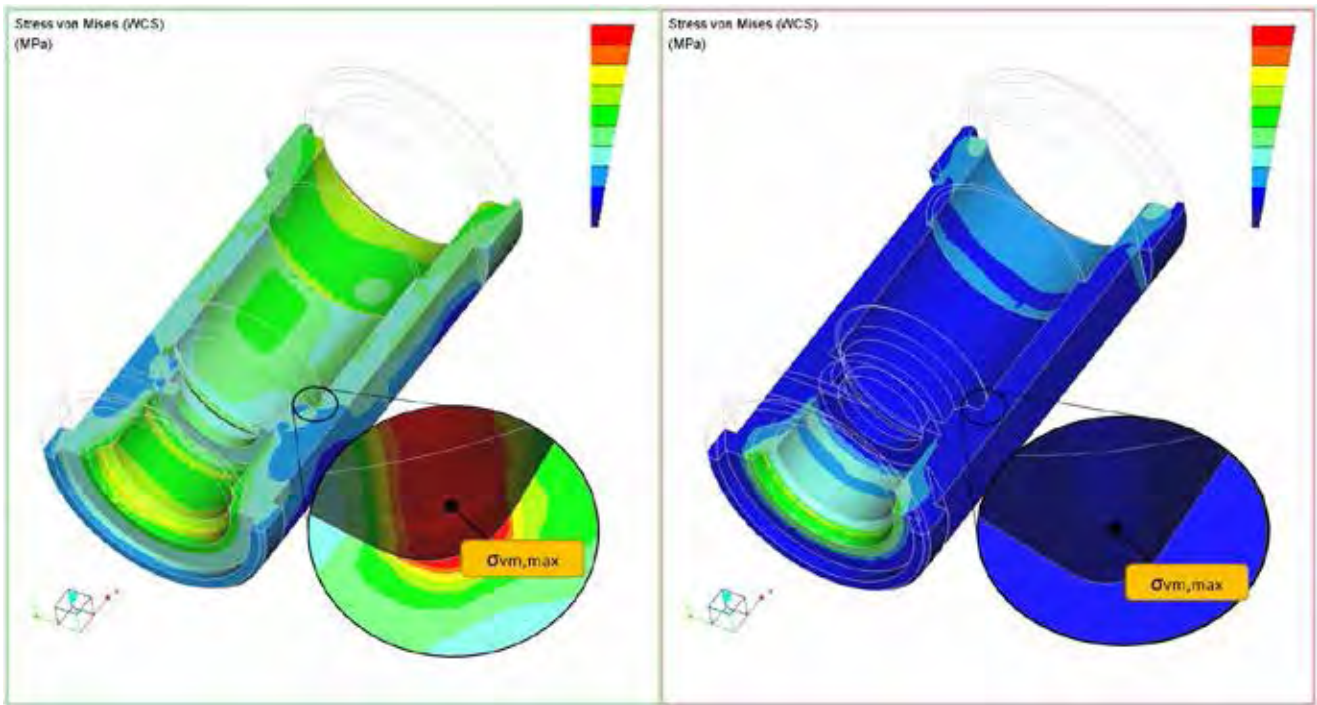 Stress von Mises (WCS)
(MPa)
σvm,max
Stress von Mises (WCS)
(MPa)
σvm,max